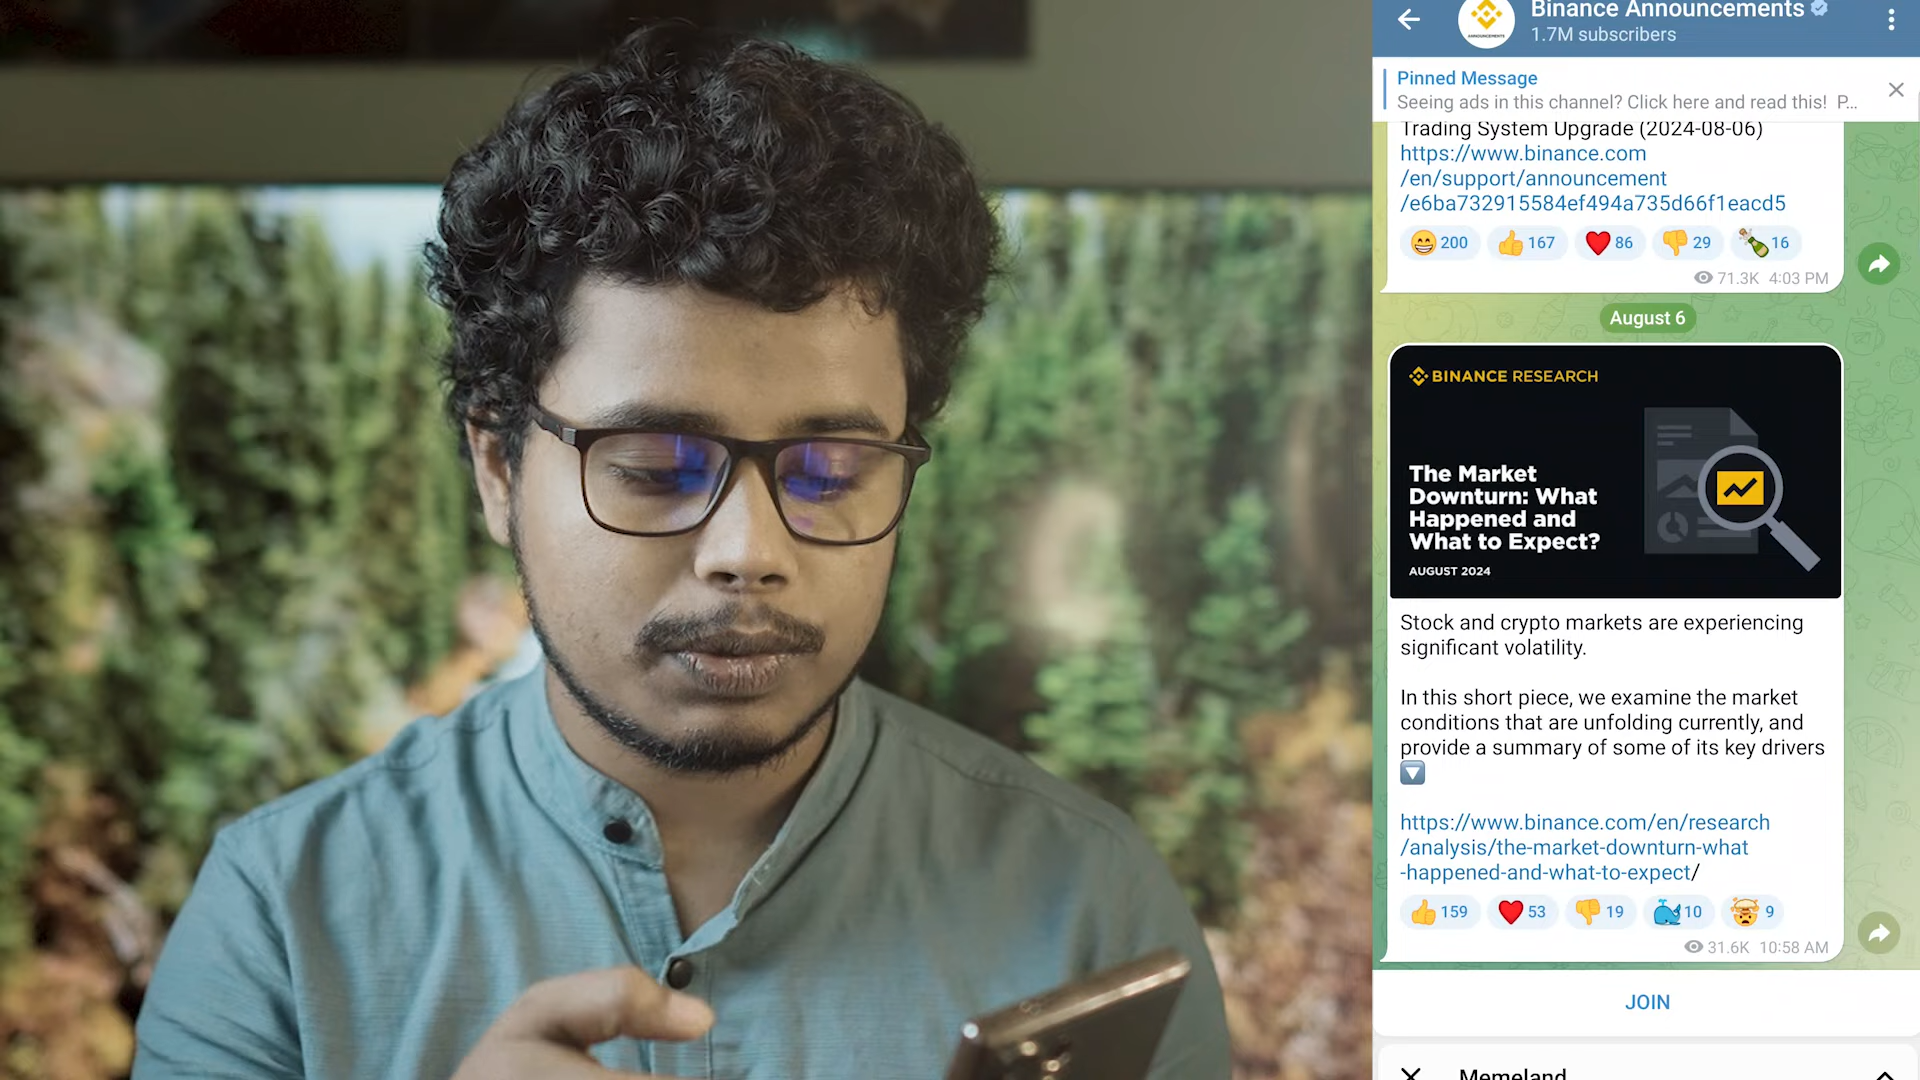 Binance Announcements
1.7M subscribers
Pinned Message
Seeing ads in this channel? Click here and read this! P...
Trading System Upgrade (2024-08-06)
https://www.binance.com
/en/support/announcement
/e6ba732915584ef494a735d66f1eacd5
200 167 86 29 16
71.3K 4:03 PM
August 6
BINANCE RESEARCH
The Market
Downturn: What
Happened and
What to Expect?
AUGUST 2024
Stock and crypto markets are experiencing
significant volatility.
In this short piece, we examine the market
conditions that are unfolding currently, and
provide a summary of some of its key drivers
https://www.binance.com/en/research
/analysis/the-market-downturn-what
-happened-and-what-to-expect/
159 53 19 10 9
31.6K 10:58 AM
JOIN
Memeland